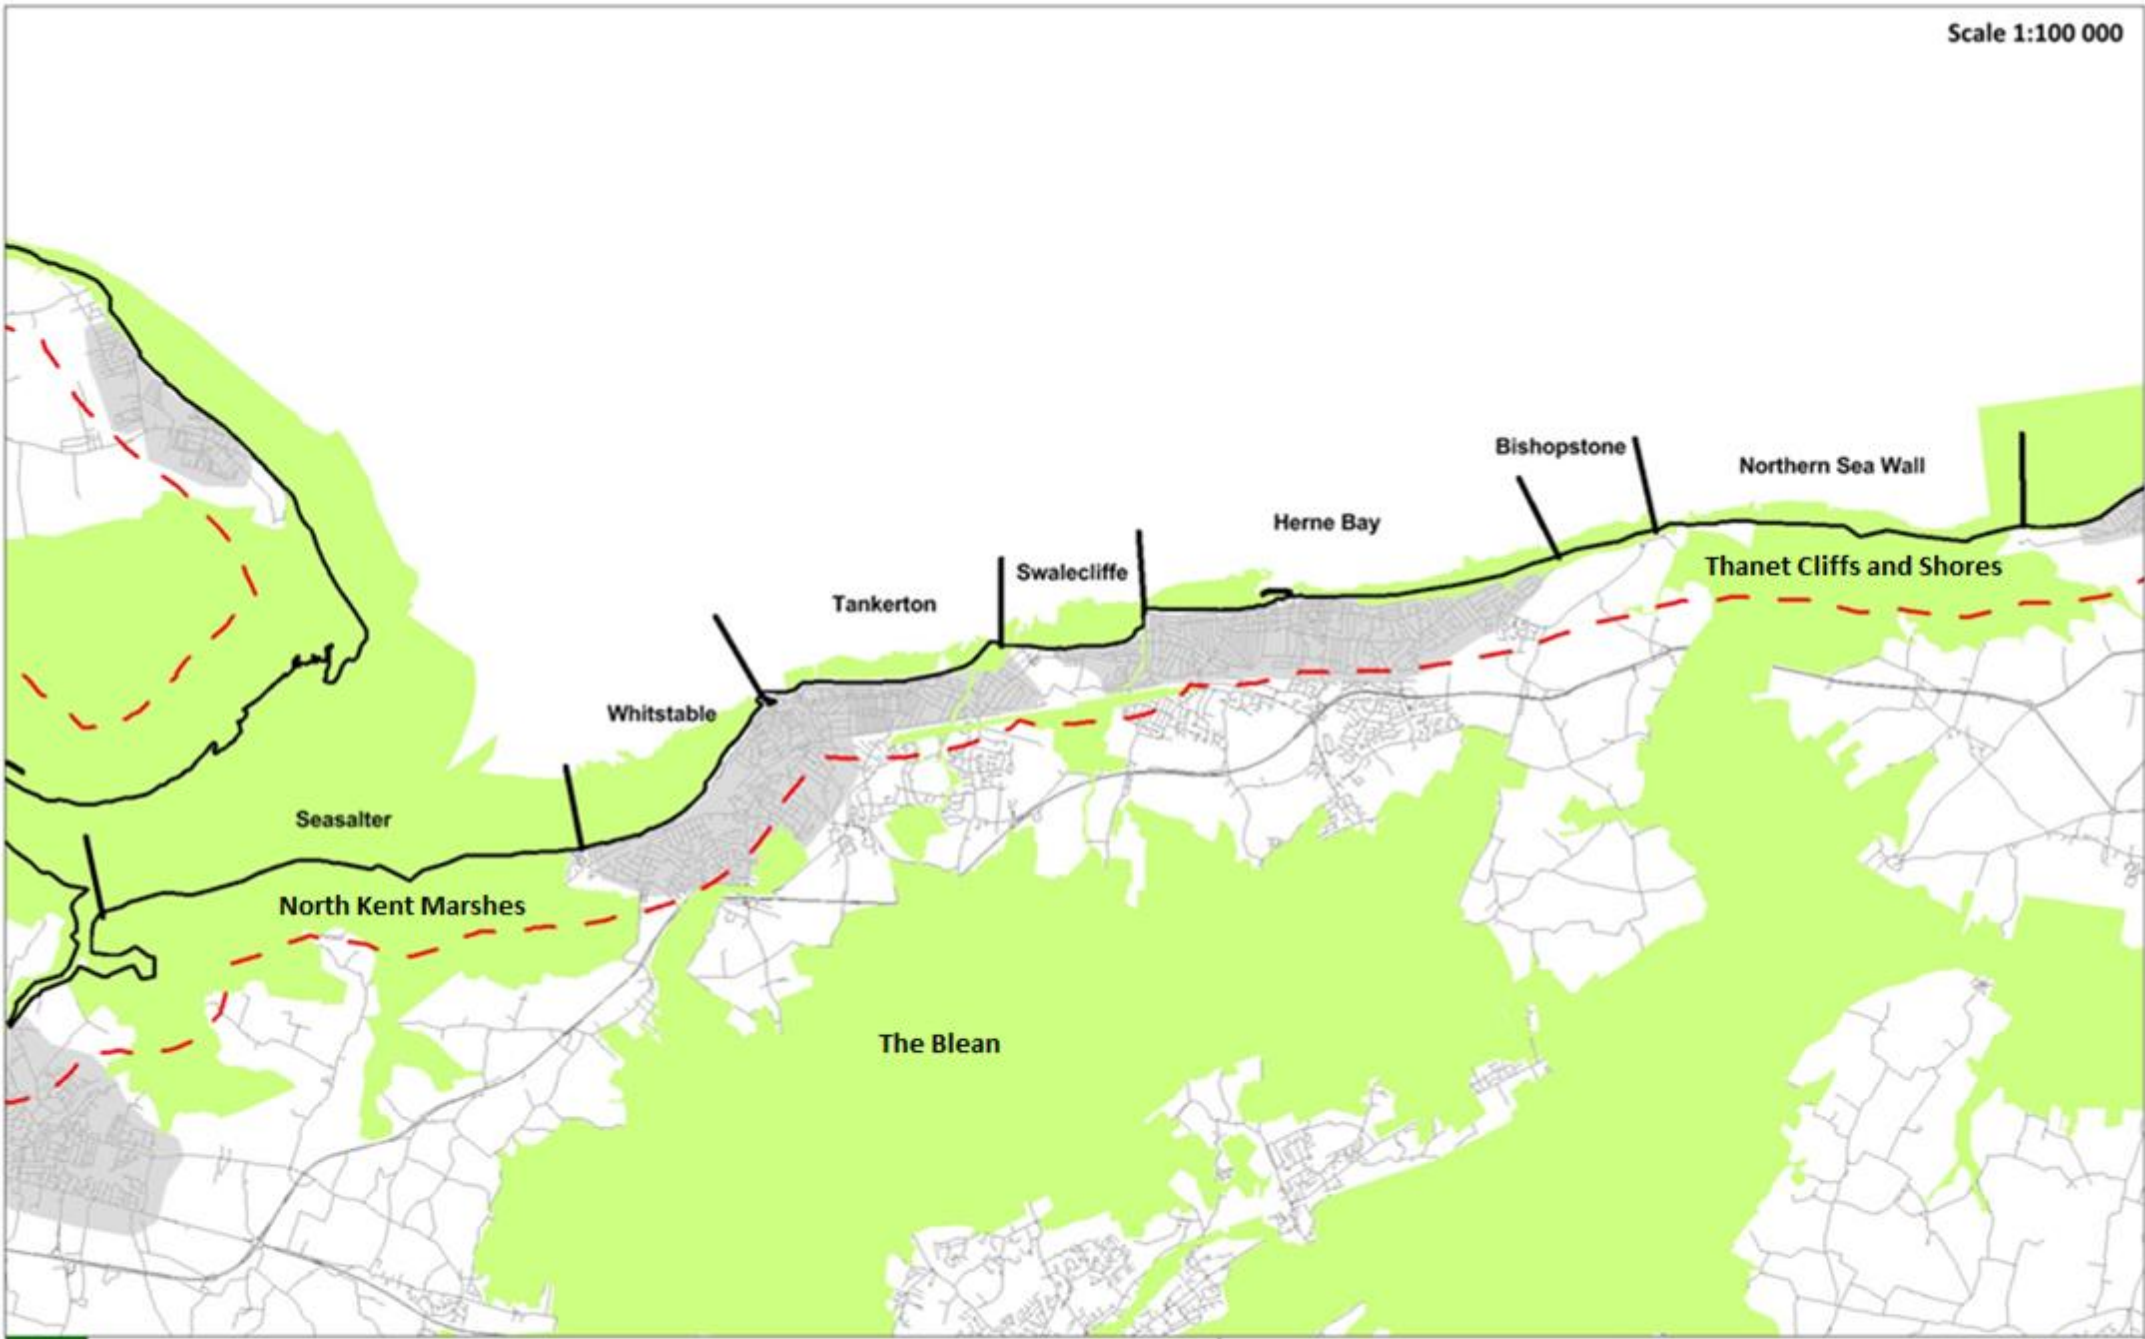 Scale 1:100 000
Bishopstone
Northern Sea Wall
Herne Bay
Thanet Cliffs and Shores
Swalecliffe
Tankerton
Whitstable
Seasalter
North Kent Marshes
The Blean